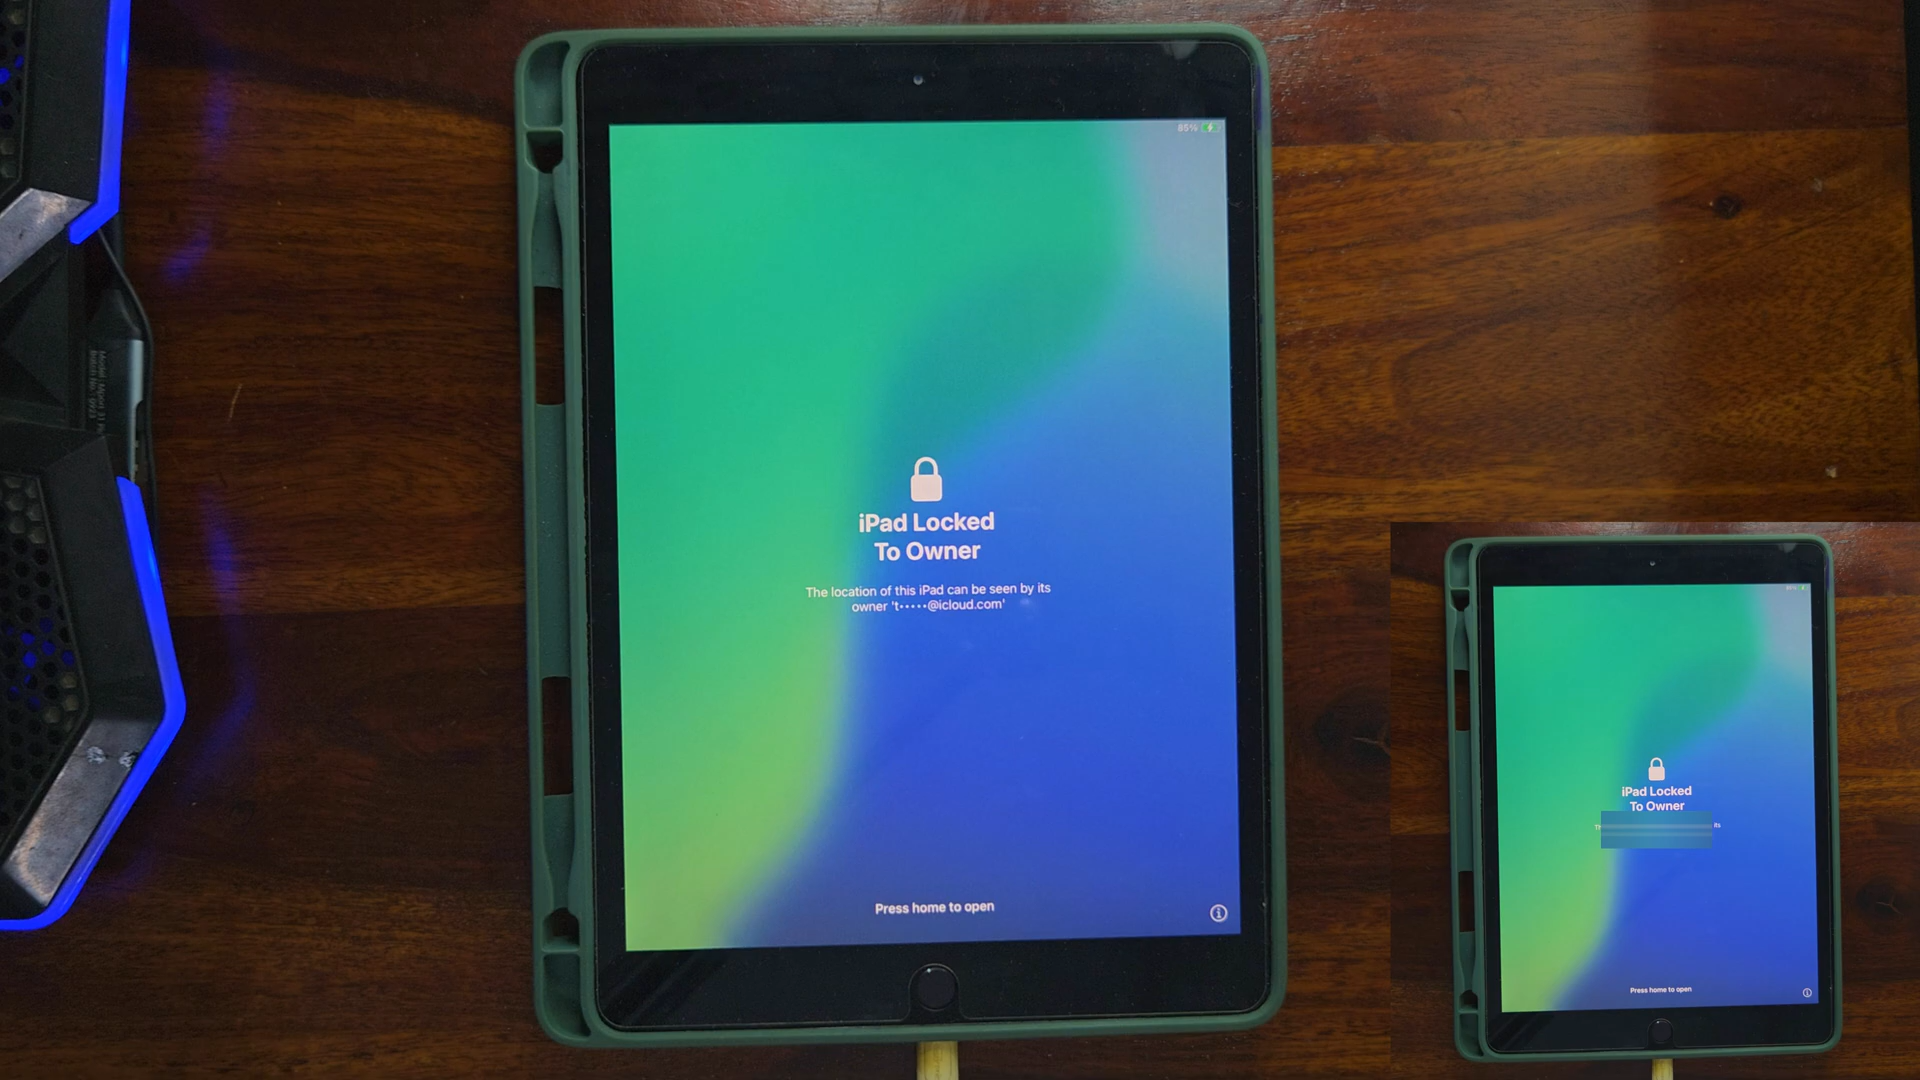 85%
iPad Locked
To Owner
The location of this iPad can be seen by its
owner 't•••••@icloud.com'
Press home to open
iPad Locked
To Owner
its
Press home to open